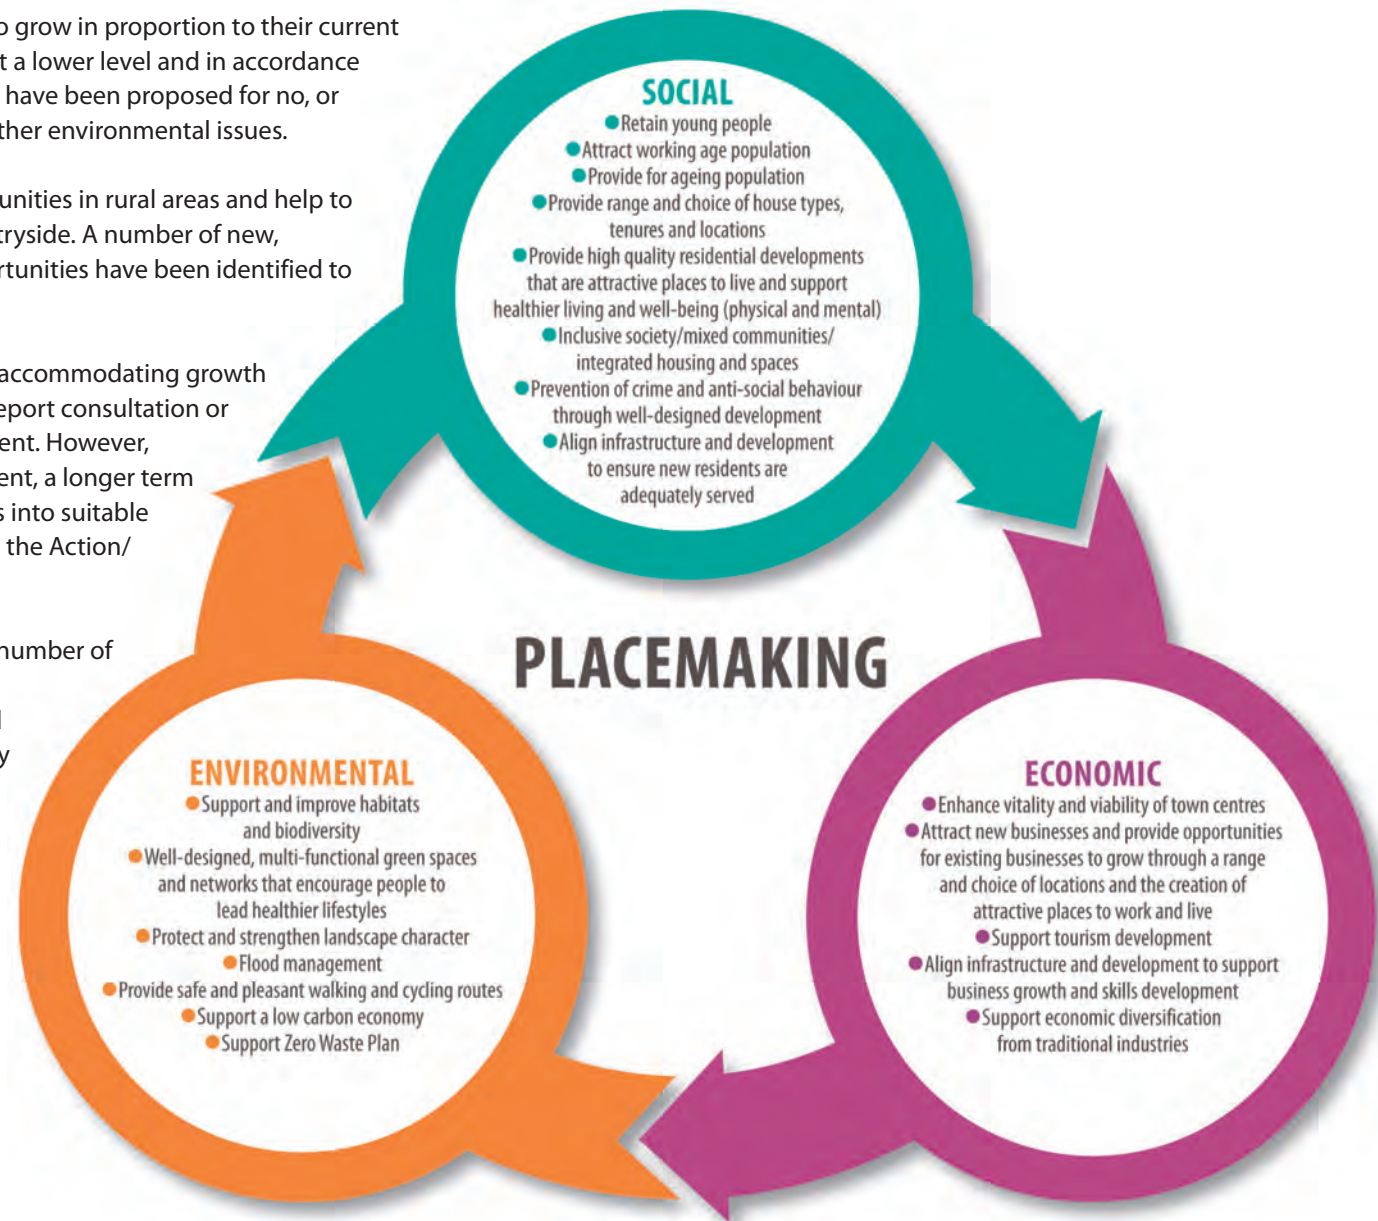 o grow in proportion to their current
t a lower level and in accordance
have been proposed for no, or
ther environmental issues.
unities in rural areas and help to
tryside. A number of new,
rtunities have been identified to
accommodating growth
eport consultation or
ent. However,
ent, a longer term
s into suitable
the Action/
number of
l
y
SOCIAL
●Retain young people
●Attract working age population
●Provide for ageing population
●Provide range and choice of house types,
tenures and locations
●Provide high quality residential developments
that are attractive places to live and support
healthier living and well-being (physical and mental)
●Inclusive society/mixed communities/
integrated housing and spaces
●Prevention of crime and anti-social behaviour
through well-designed development
●Align infrastructure and development
to ensure new residents are
adequately served
PLACEMAKING
ENVIRONMENTAL
●Support and improve habitats
and biodiversity
●Well-designed, multi-functional green spaces
and networks that encourage people to
lead healthier lifestyles
●Protect and strengthen landscape character
●Flood management
●Provide safe and pleasant walking and cycling routes
●Support a low carbon economy
●Support Zero Waste Plan
ECONOMIC
●Enhance vitality and viability of town centres
●Attract new businesses and provide opportunities
for existing businesses to grow through a range
and choice of locations and the creation of
attractive places to work and live
●Support tourism development
●Align infrastructure and development to support
business growth and skills development
●Support economic diversification
from traditional industries